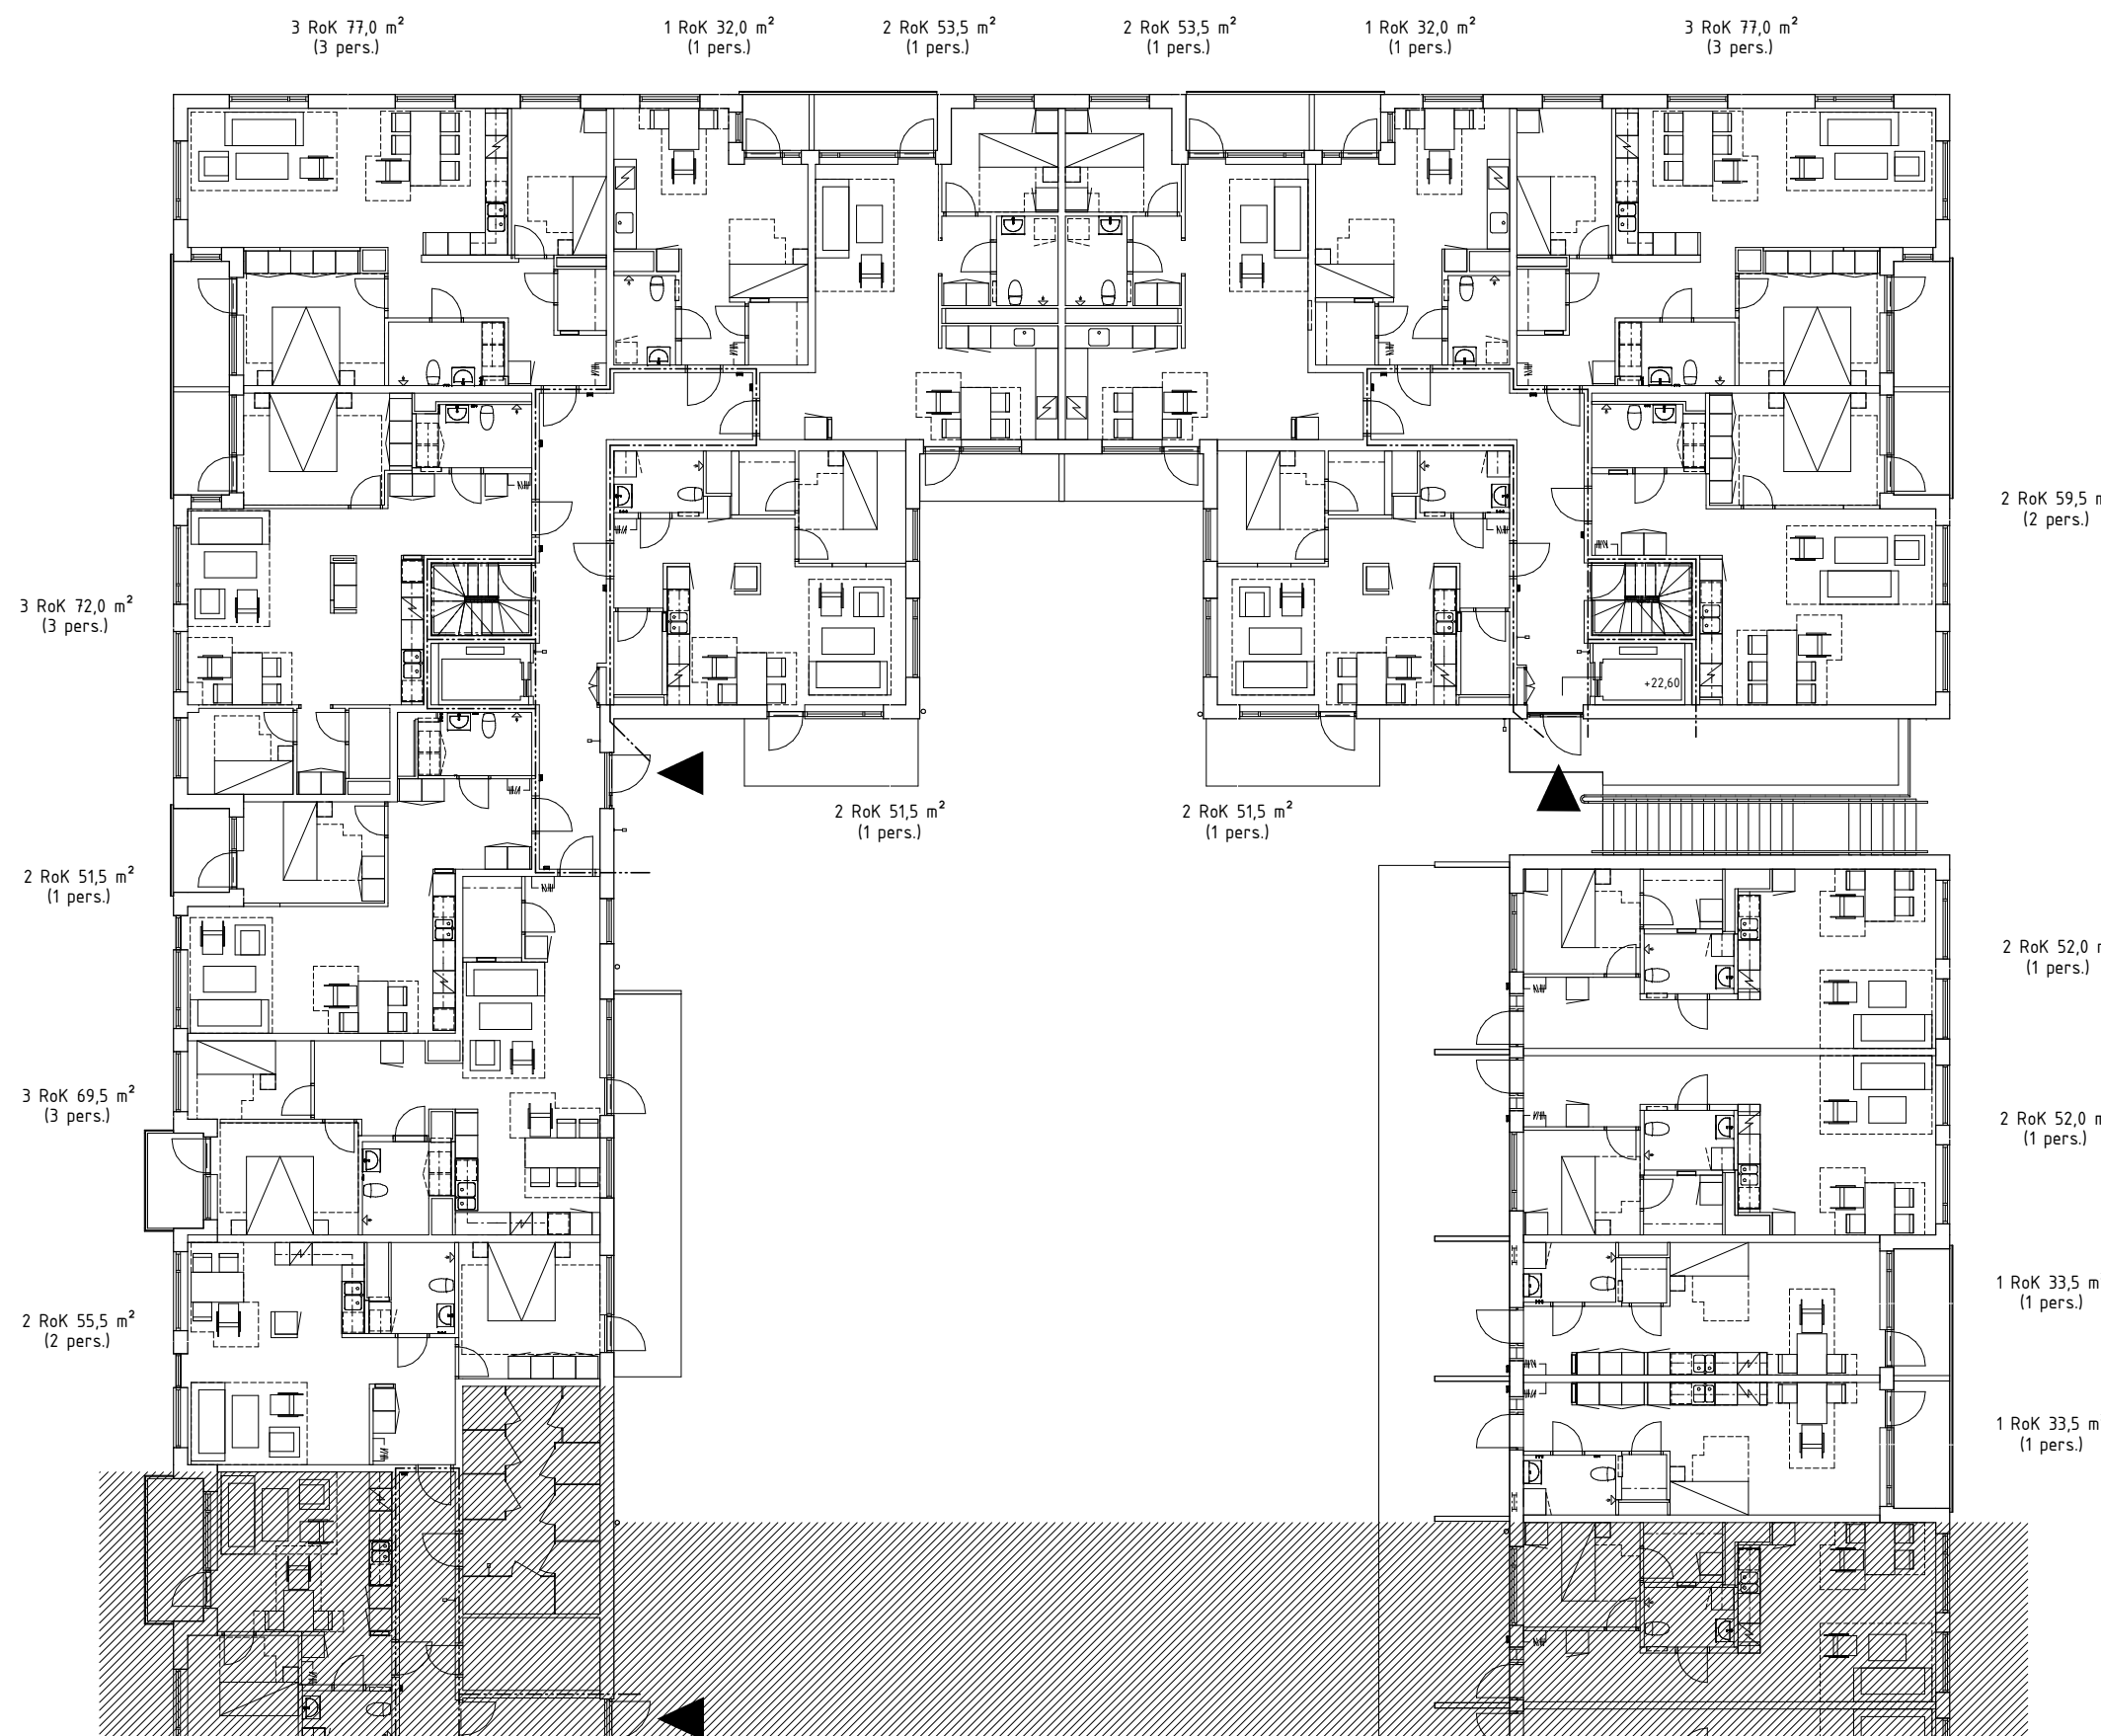 3 RoK 77,0 m²
(3 pers.)
1 RoK 32,0 m²
(1 pers.)
2 RoK 53,5 m²
(1 pers.)
2 RoK 53,5 m²
(1 pers.)
1 RoK 32,0 m²
(1 pers.)
3 RoK 77,0 m²
(3 pers.)
2 RoK 59,5 m
(2 pers.)
3 RoK 72,0 m²
(3 pers.)
+22,60
2 RoK 51,5 m²
(1 pers.)
2 RoK 51,5 m²
(1 pers.)
2 RoK 51,5 m²
(1 pers.)
2 RoK 52,0 m
(1 pers.)
3 RoK 69,5 m²
(3 pers.)
2 RoK 52,0 m
(1 pers.)
1 RoK 33,5 m
(1 pers.)
2 RoK 55,5 m²
(2 pers.)
1 RoK 33,5 m
(1 pers.)